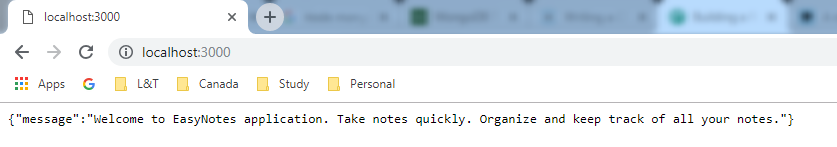 localhost:3000
localhost:3000
Apps
L&T
Canada
Study
Personal
{"message":"Welcome to EasyNotes application. Take notes quickly. Organize and keep track of all your notes."}